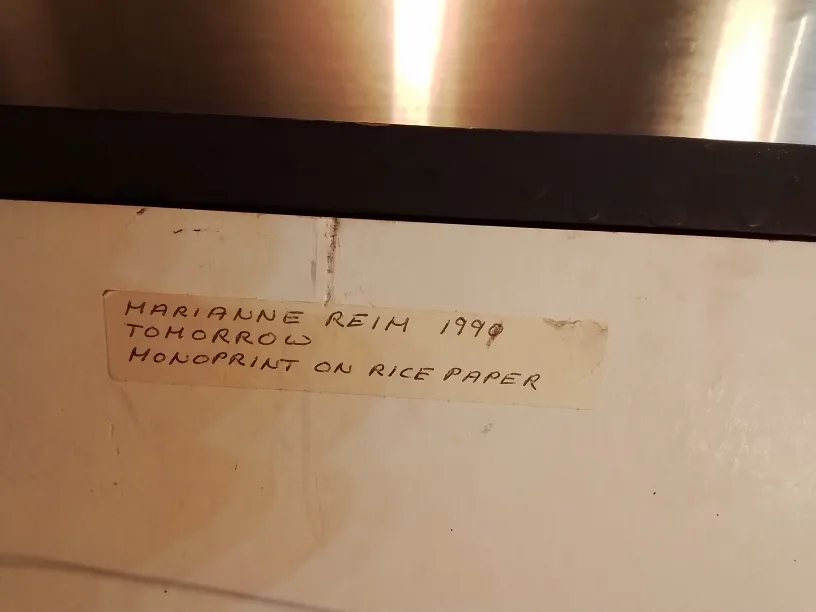 MARIANNE REIM 1990
TOMORROW
MONOPRINT ON RICE PAPER